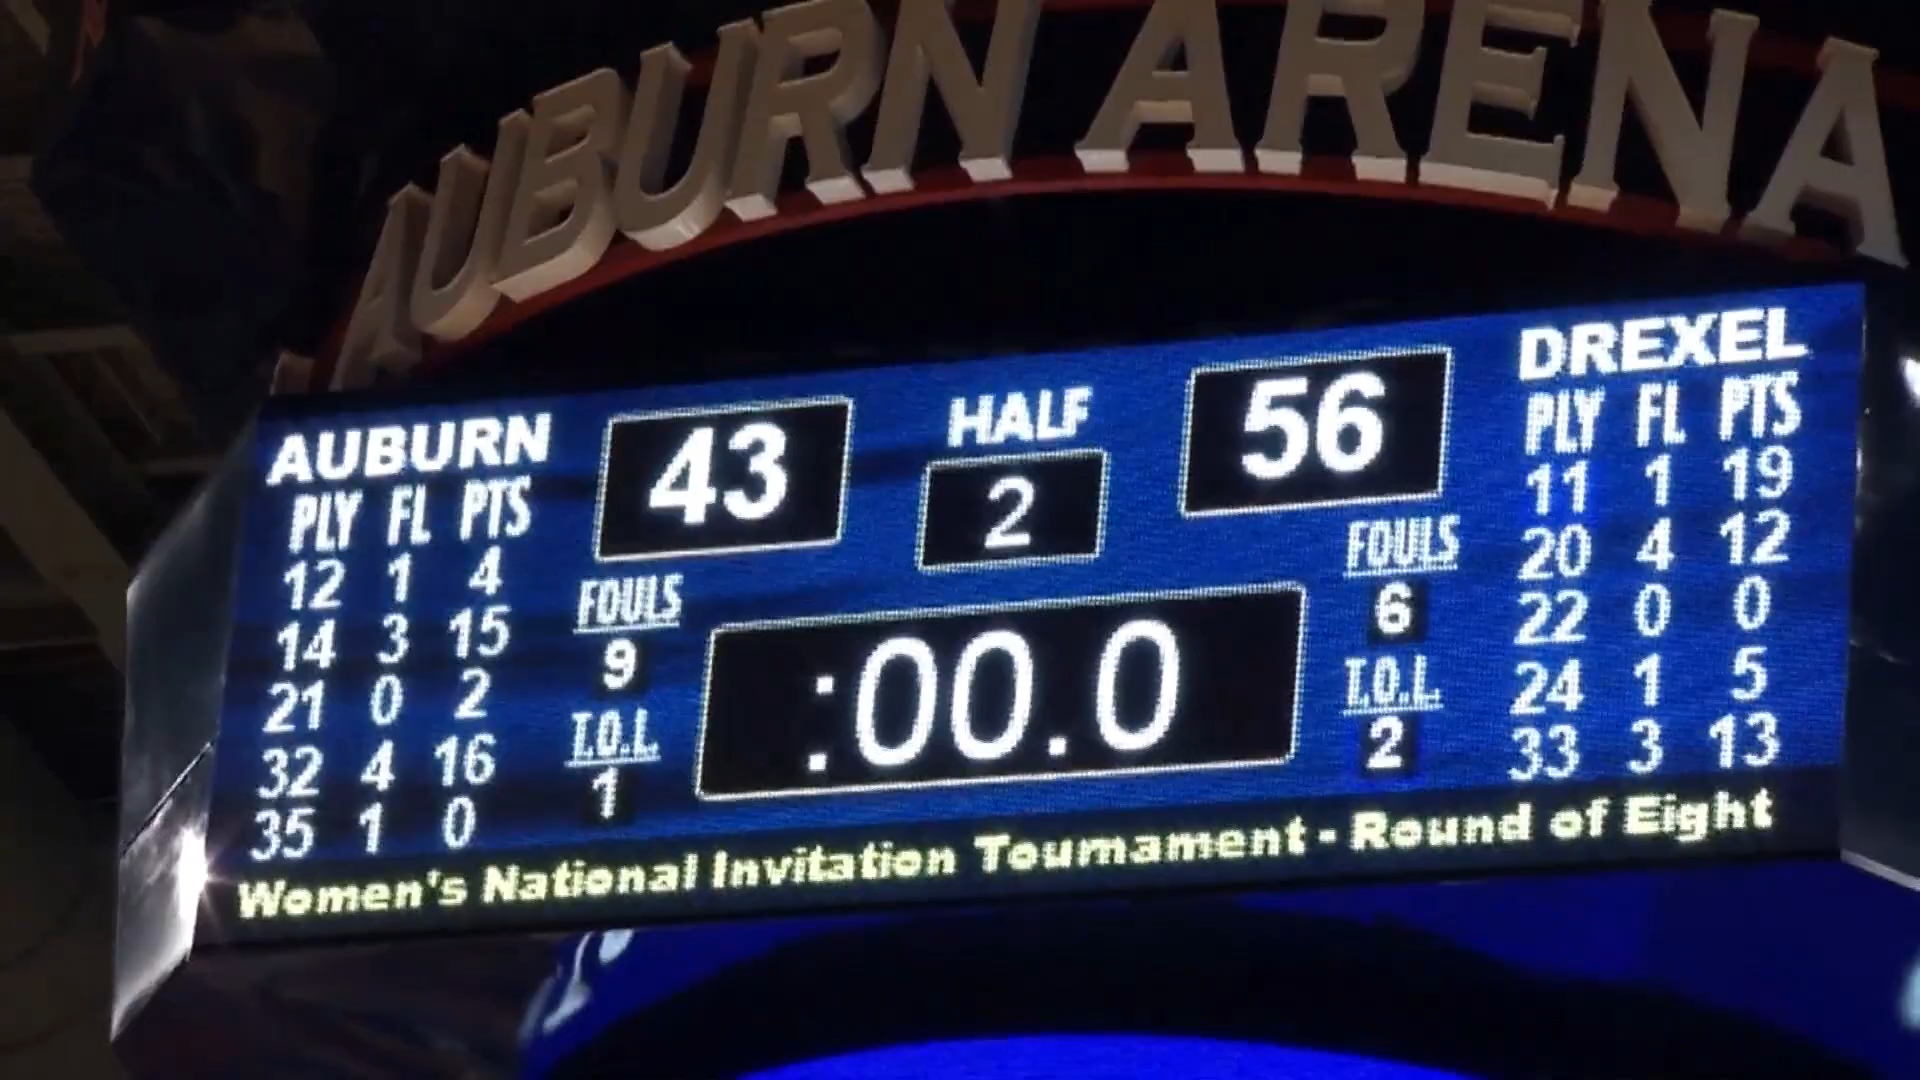 AUBURN ARENA
AUBURN
PLY FL PTS
12 1 4
14 3 15
21 0 2
32 4 16
35 1 0
43
FOULS
9
T.O.L.
1
HALF
2
:00.0
56
FOULS
6
T.O.L.
2
DREXEL
PLY FL PTS
11 1 19
20 4 12
22 0 0
24 1 5
33 3 13
Women's National Invitation Tournament - Round of Eight